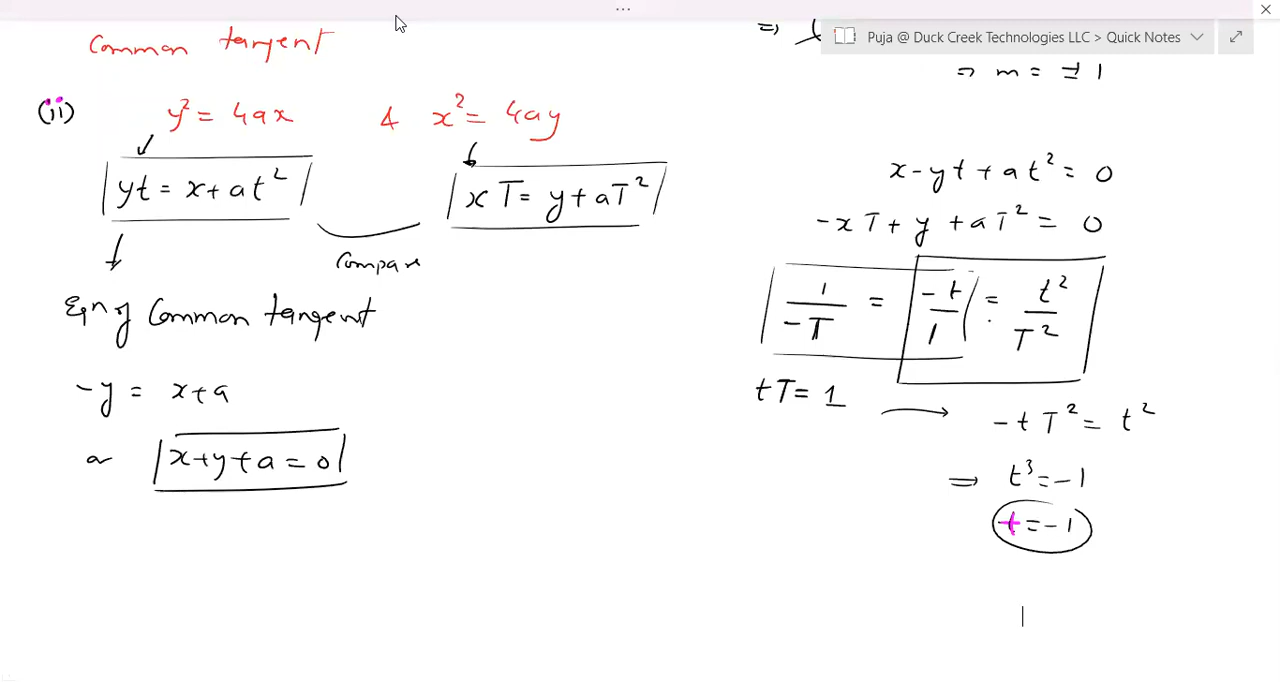 Common tangent
(ii) y² = 4ax & x² = 4ay
yt = x + at²
xT = y + aT²
Compare
Eqn of Common tangent
-y = x + a
or x + y + a = 0
⇒
Puja @ Duck Creek Technologies LLC > Quick Notes
⇒ m = ±1
x - yt + at² = 0
-xT + y + aT² = 0
1/-T = -t/1 = t²/T²
tT = 1 → -tT² = t²
⇒ t³ = -1
t = -1